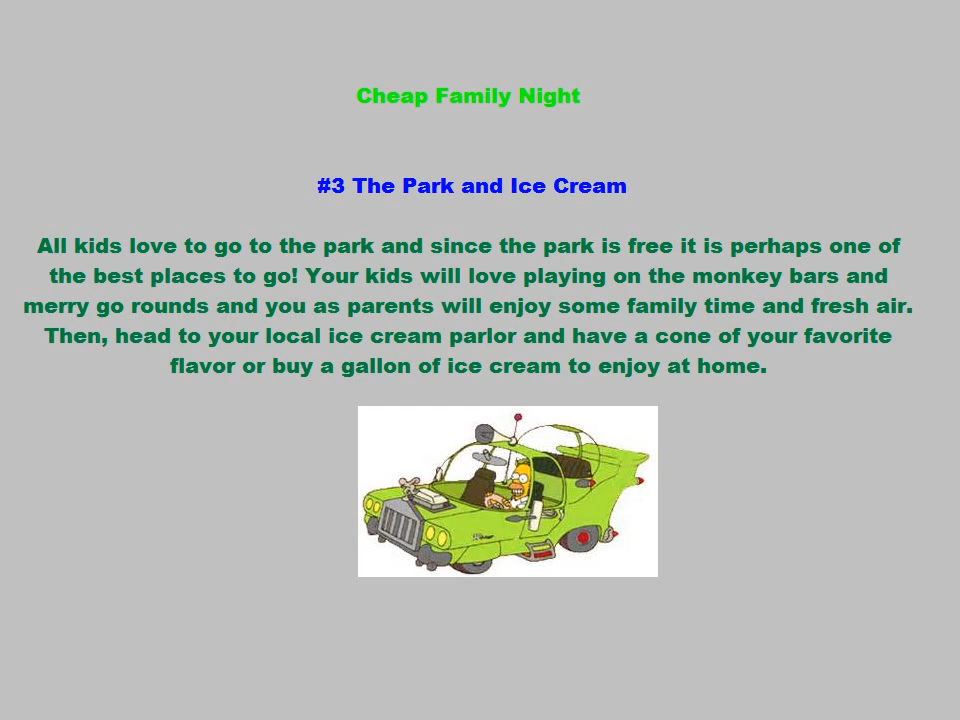 Cheap Family Night
#3 The Park and Ice Cream
All kids love to go to the park and since the park is free it is perhaps one of
the best places to go! Your kids will love playing on the monkey bars and
merry go rounds and you as parents will enjoy some family time and fresh air.
Then, head to your local ice cream parlor and have a cone of your favorite
flavor or buy a gallon of ice cream to enjoy at home.